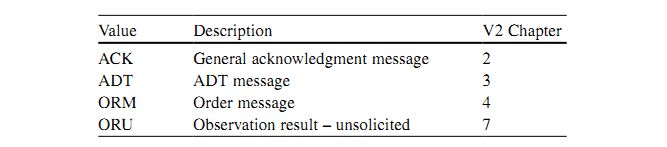 Value Description V2 Chapter
ACK General acknowledgment message 2
ADT ADT message 3
ORM Order message 4
ORU Observation result – unsolicited 7